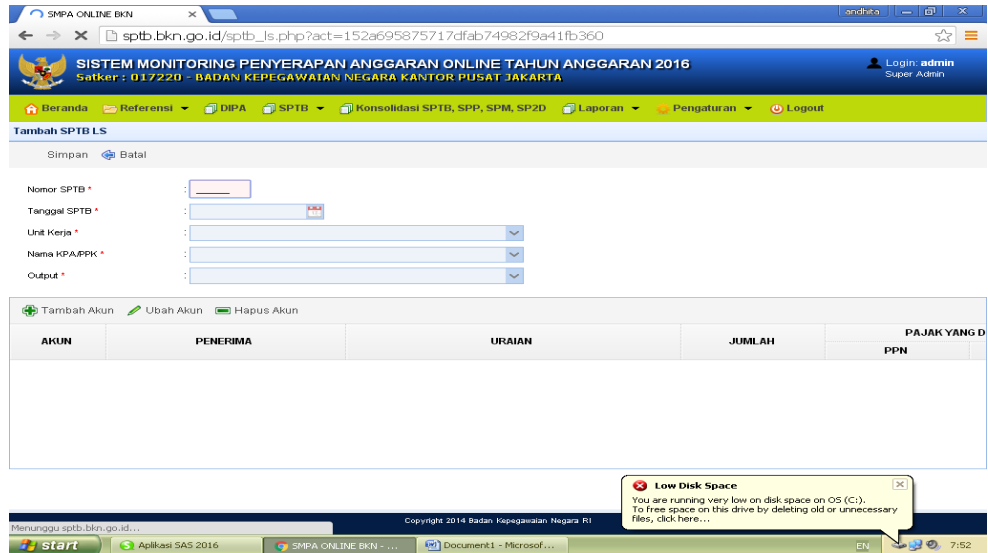 SMPA ONLINE BKN
andhita
sptb.bkn.go.id/sptb_ls.php?act=152a695875717dfab74982f9a41fb360
SISTEM MONITORING PENYERAPAN ANGGARAN ONLINE TAHUN ANGGARAN 2016
Satker : 017220 - BADAN KEPEGAWAIAN NEGARA KANTOR PUSAT JAKARTA
Login: admin
Super Admin
Beranda Referensi DIPA SPTB Konsolidasi SPTB, SPP, SPM, SP2D Laporan Pengaturan Logout
Tambah SPTB LS
Simpan Batal
Nomor SPTB * :
Tanggal SPTB * :
Unit Kerja * :
Nama KPA/PPK * :
Output * :
Tambah Akun Ubah Akun Hapus Akun
AKUN PENERIMA URAIAN JUMLAH PAJAK YANG D
PPN
Low Disk Space
You are running very low on disk space on OS (C:).
To free space on this drive by deleting old or unnecessary
files, click here...
Copyright 2014 Badan Kepegawaian Negara RI
Menunggu sptb.bkn.go.id...
start Aplikasi SAS 2016 SMPA ONLINE BKN - ... Document1 - Microsof... EN 7:52